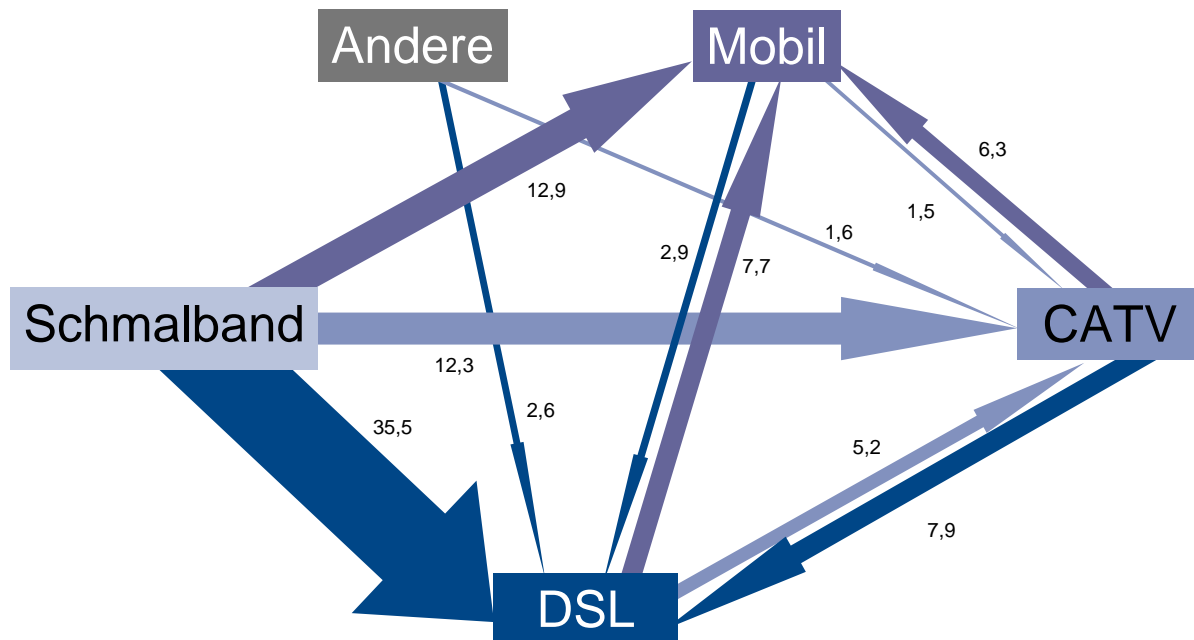 Andere
Mobil
6,3
12,9
1,5
1,6
2,9
7,7
Schmalband
CATV
12,3
2,6
35,5
5,2
7,9
DSL